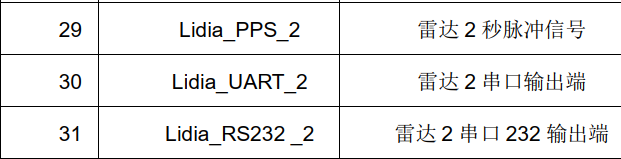 29 Lidia_PPS_2 雷达 2 秒脉冲信号
30 Lidia_UART_2 雷达 2 串口输出端
31 Lidia_RS232 _2 雷达 2 串口 232 输出端